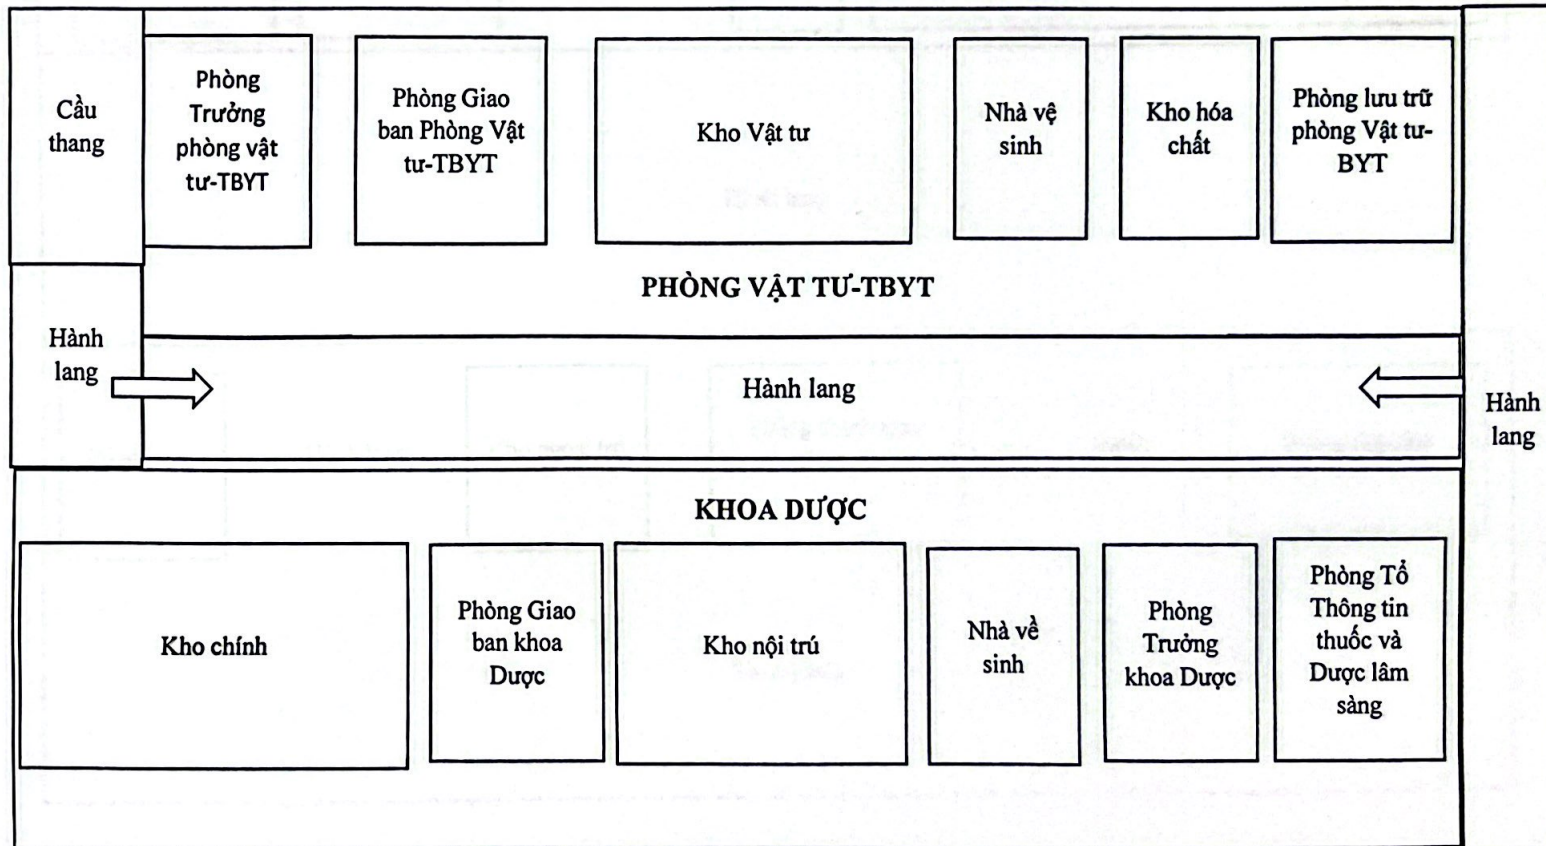 Cầu
thang
Phòng
Trưởng
phòng vật
tư-TBYT
Phòng Giao
ban Phòng Vật
tư-TBYT
Kho Vật tư
Nhà vệ
sinh
Kho hóa
chất
Phòng lưu trữ
phòng Vật tư-
BYT
PHÒNG VẬT TƯ-TBYT
Hành
lang
Hành lang
Hành
lang
KHOA DƯỢC
Kho chính
Phòng Giao
ban khoa
Dược
Kho nội trú
Nhà về
sinh
Phòng
Trưởng
khoa Dược
Phòng Tổ
Thông tin
thuốc và
Dược lâm
sàng